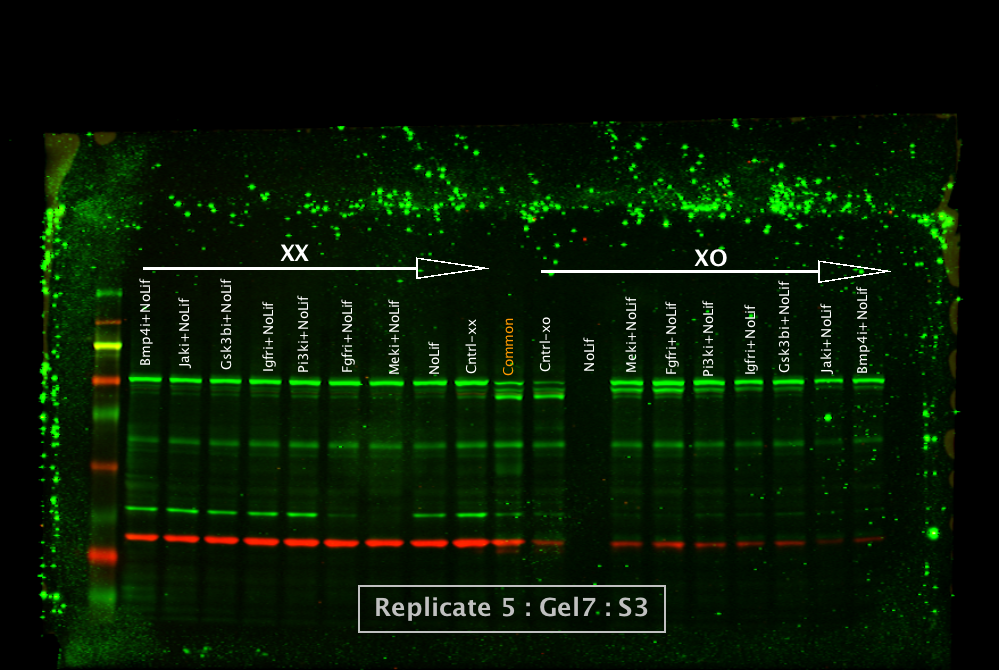 XX
XO
Bmp4i+NoLif
Jaki+NoLif
Gsk3bi+NoLif
Igfri+NoLif
Pi3ki+NoLif
Fgfri+NoLif
Meki+NoLif
NoLif
Cntrl-xx
Common
Cntrl-xo
NoLif
Meki+NoLif
Fgfri+NoLif
Pi3ki+NoLif
Igfri+NoLif
Gsk3bi+NoLif
Jaki+NoLif
Bmp4i+NoLif
Replicate 5 : Gel7 : S3